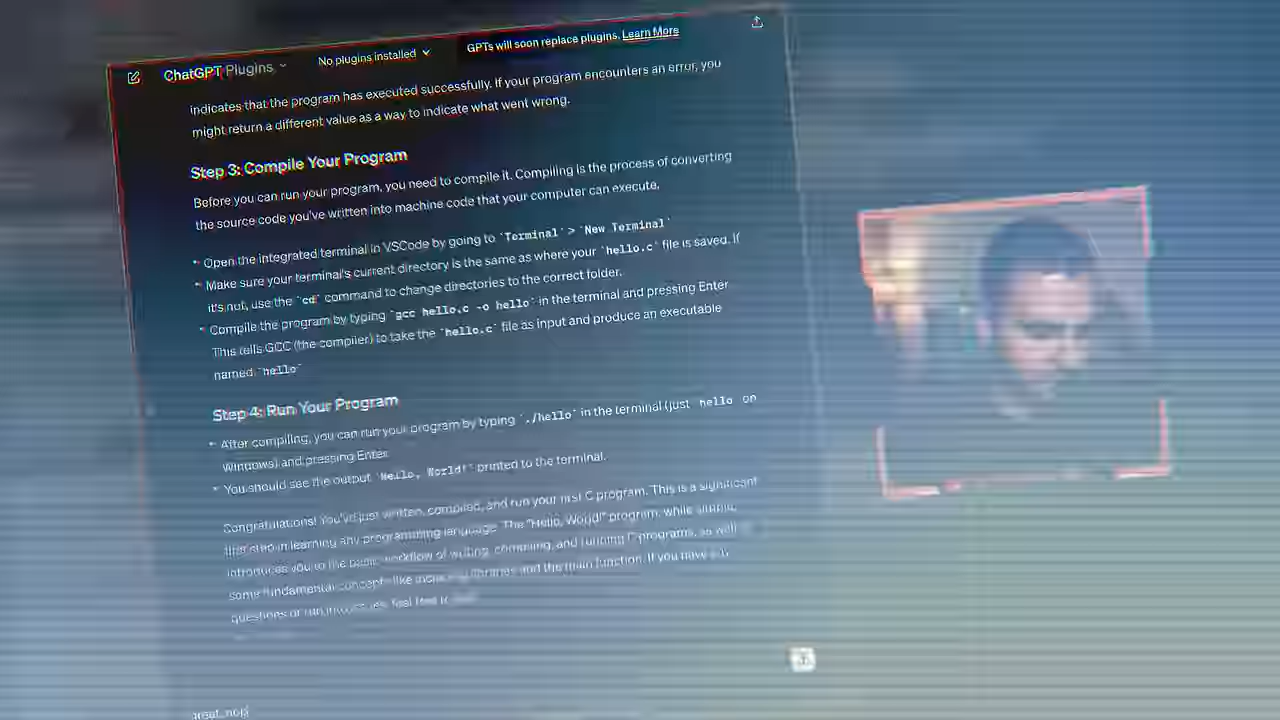 ChatGPT Plugins
No plugins installed
GPTs will soon replace plugins. Learn More
indicates that the program has executed successfully. If your program encounters an error, you
might return a different value as a way to indicate what went wrong.
Step 3: Compile Your Program
Before you can run your program, you need to compile it. Compiling is the process of converting
the source code you've written into machine code that your computer can execute.
Open the integrated terminal in VSCode by going to `Terminal` > `New Terminal`
Make sure your terminal's current directory is the same as where your `hello.c` file is saved. If
it's not, use the `cd` command to change directories to the correct folder.
Compile the program by typing `gcc hello.c -o hello` in the terminal and pressing Enter
This tells GCC (the compiler) to take the `hello.c` file as input and produce an executable
named `hello`
Step 4: Run Your Program
After compiling, you can run your program by typing `./hello` in the terminal (just hello on
Windows) and pressing Enter
You should see the output `Hello, World!` printed to the terminal.
Congratulations! You've just written, compiled, and run your first C program. This is a significant
first step in learning any programming language. The "Hello, World!" program, while simple,
introduces you to the basic workflow of writing, compiling, and running C programs, as well
some fundamental concepts like including libraries and the main function. If you have
questions or run into feel free